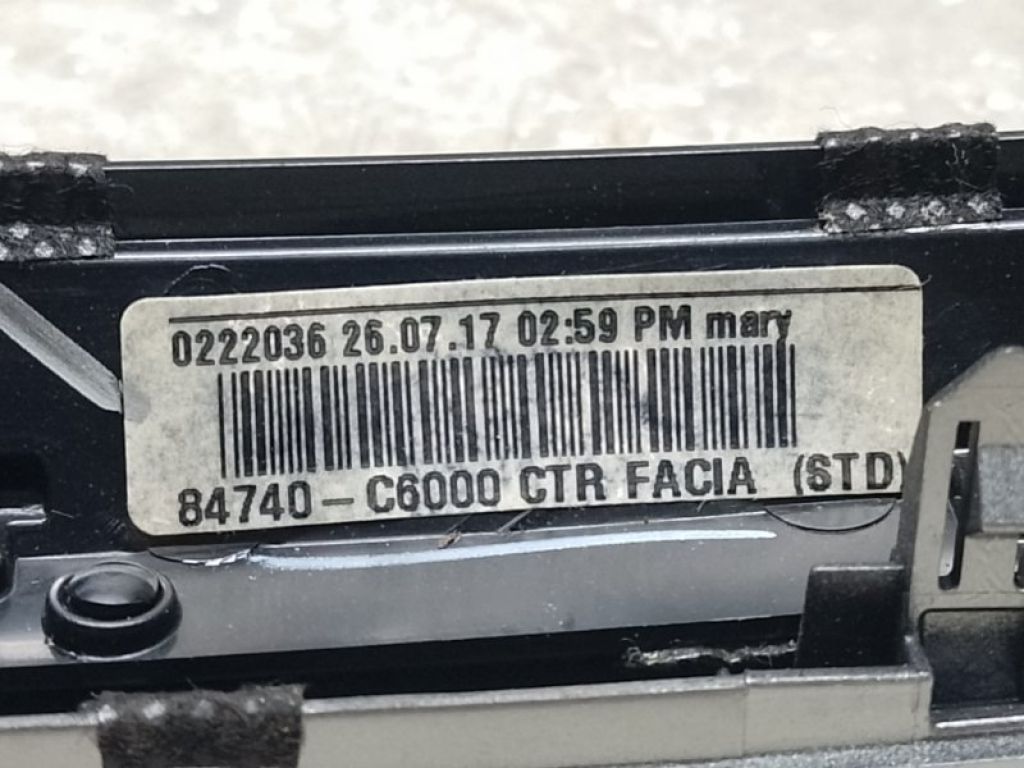 0222036 26.07.17 02:59 PM mary
84740-C6000 CTR FACIA (STD)